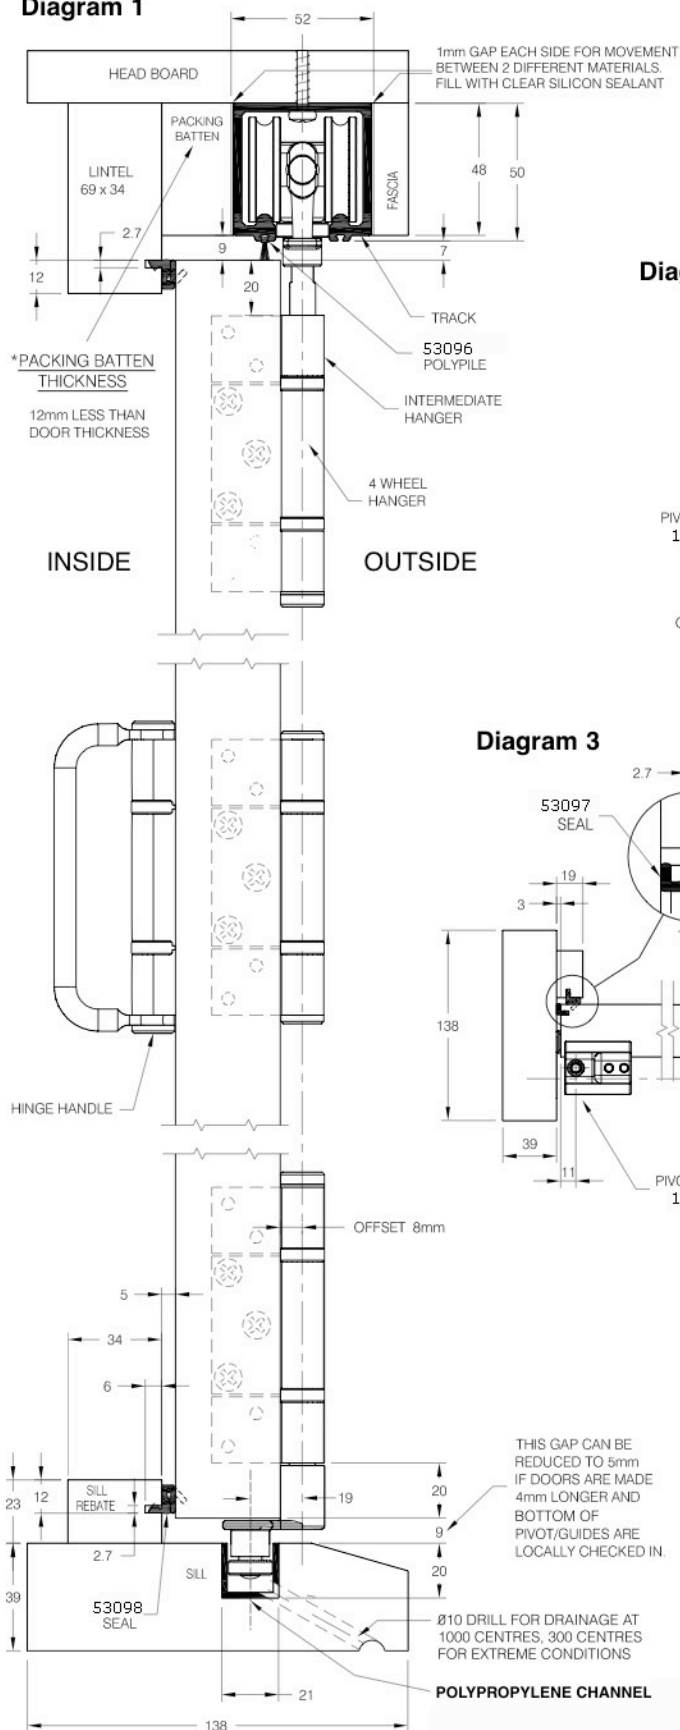 Diagram 1
52
1mm GAP EACH SIDE FOR MOVEMENT
BETWEEN 2 DIFFERENT MATERIALS.
FILL WITH CLEAR SILICON SEALANT
HEAD BOARD
PACKING
BATTEN
LINTEL
69 x 34
FASCIA
48
50
2.7
12
9
7
20
TRACK
53096
POLYPILE
*PACKING BATTEN
THICKNESS
12mm LESS THAN
DOOR THICKNESS
INTERMEDIATE
HANGER
4 WHEEL
HANGER
INSIDE
OUTSIDE
HINGE HANDLE
OFFSET 8mm
5
34
6
SILL
REBATE
23
12
2.7
39
53098
SEAL
SILL
19
20
9
20
THIS GAP CAN BE
REDUCED TO 5mm
IF DOORS ARE MADE
4mm LONGER AND
BOTTOM OF
PIVOT/GUIDES ARE
LOCALLY CHECKED IN.
Ø10 DRILL FOR DRAINAGE AT
1000 CENTRES, 300 CENTRES
FOR EXTREME CONDITIONS
POLYPROPYLENE CHANNEL
21
138
Diag
PIV
1
Diagram 3
2.7
53097
SEAL
19
3
138
39
11
PIVO
1